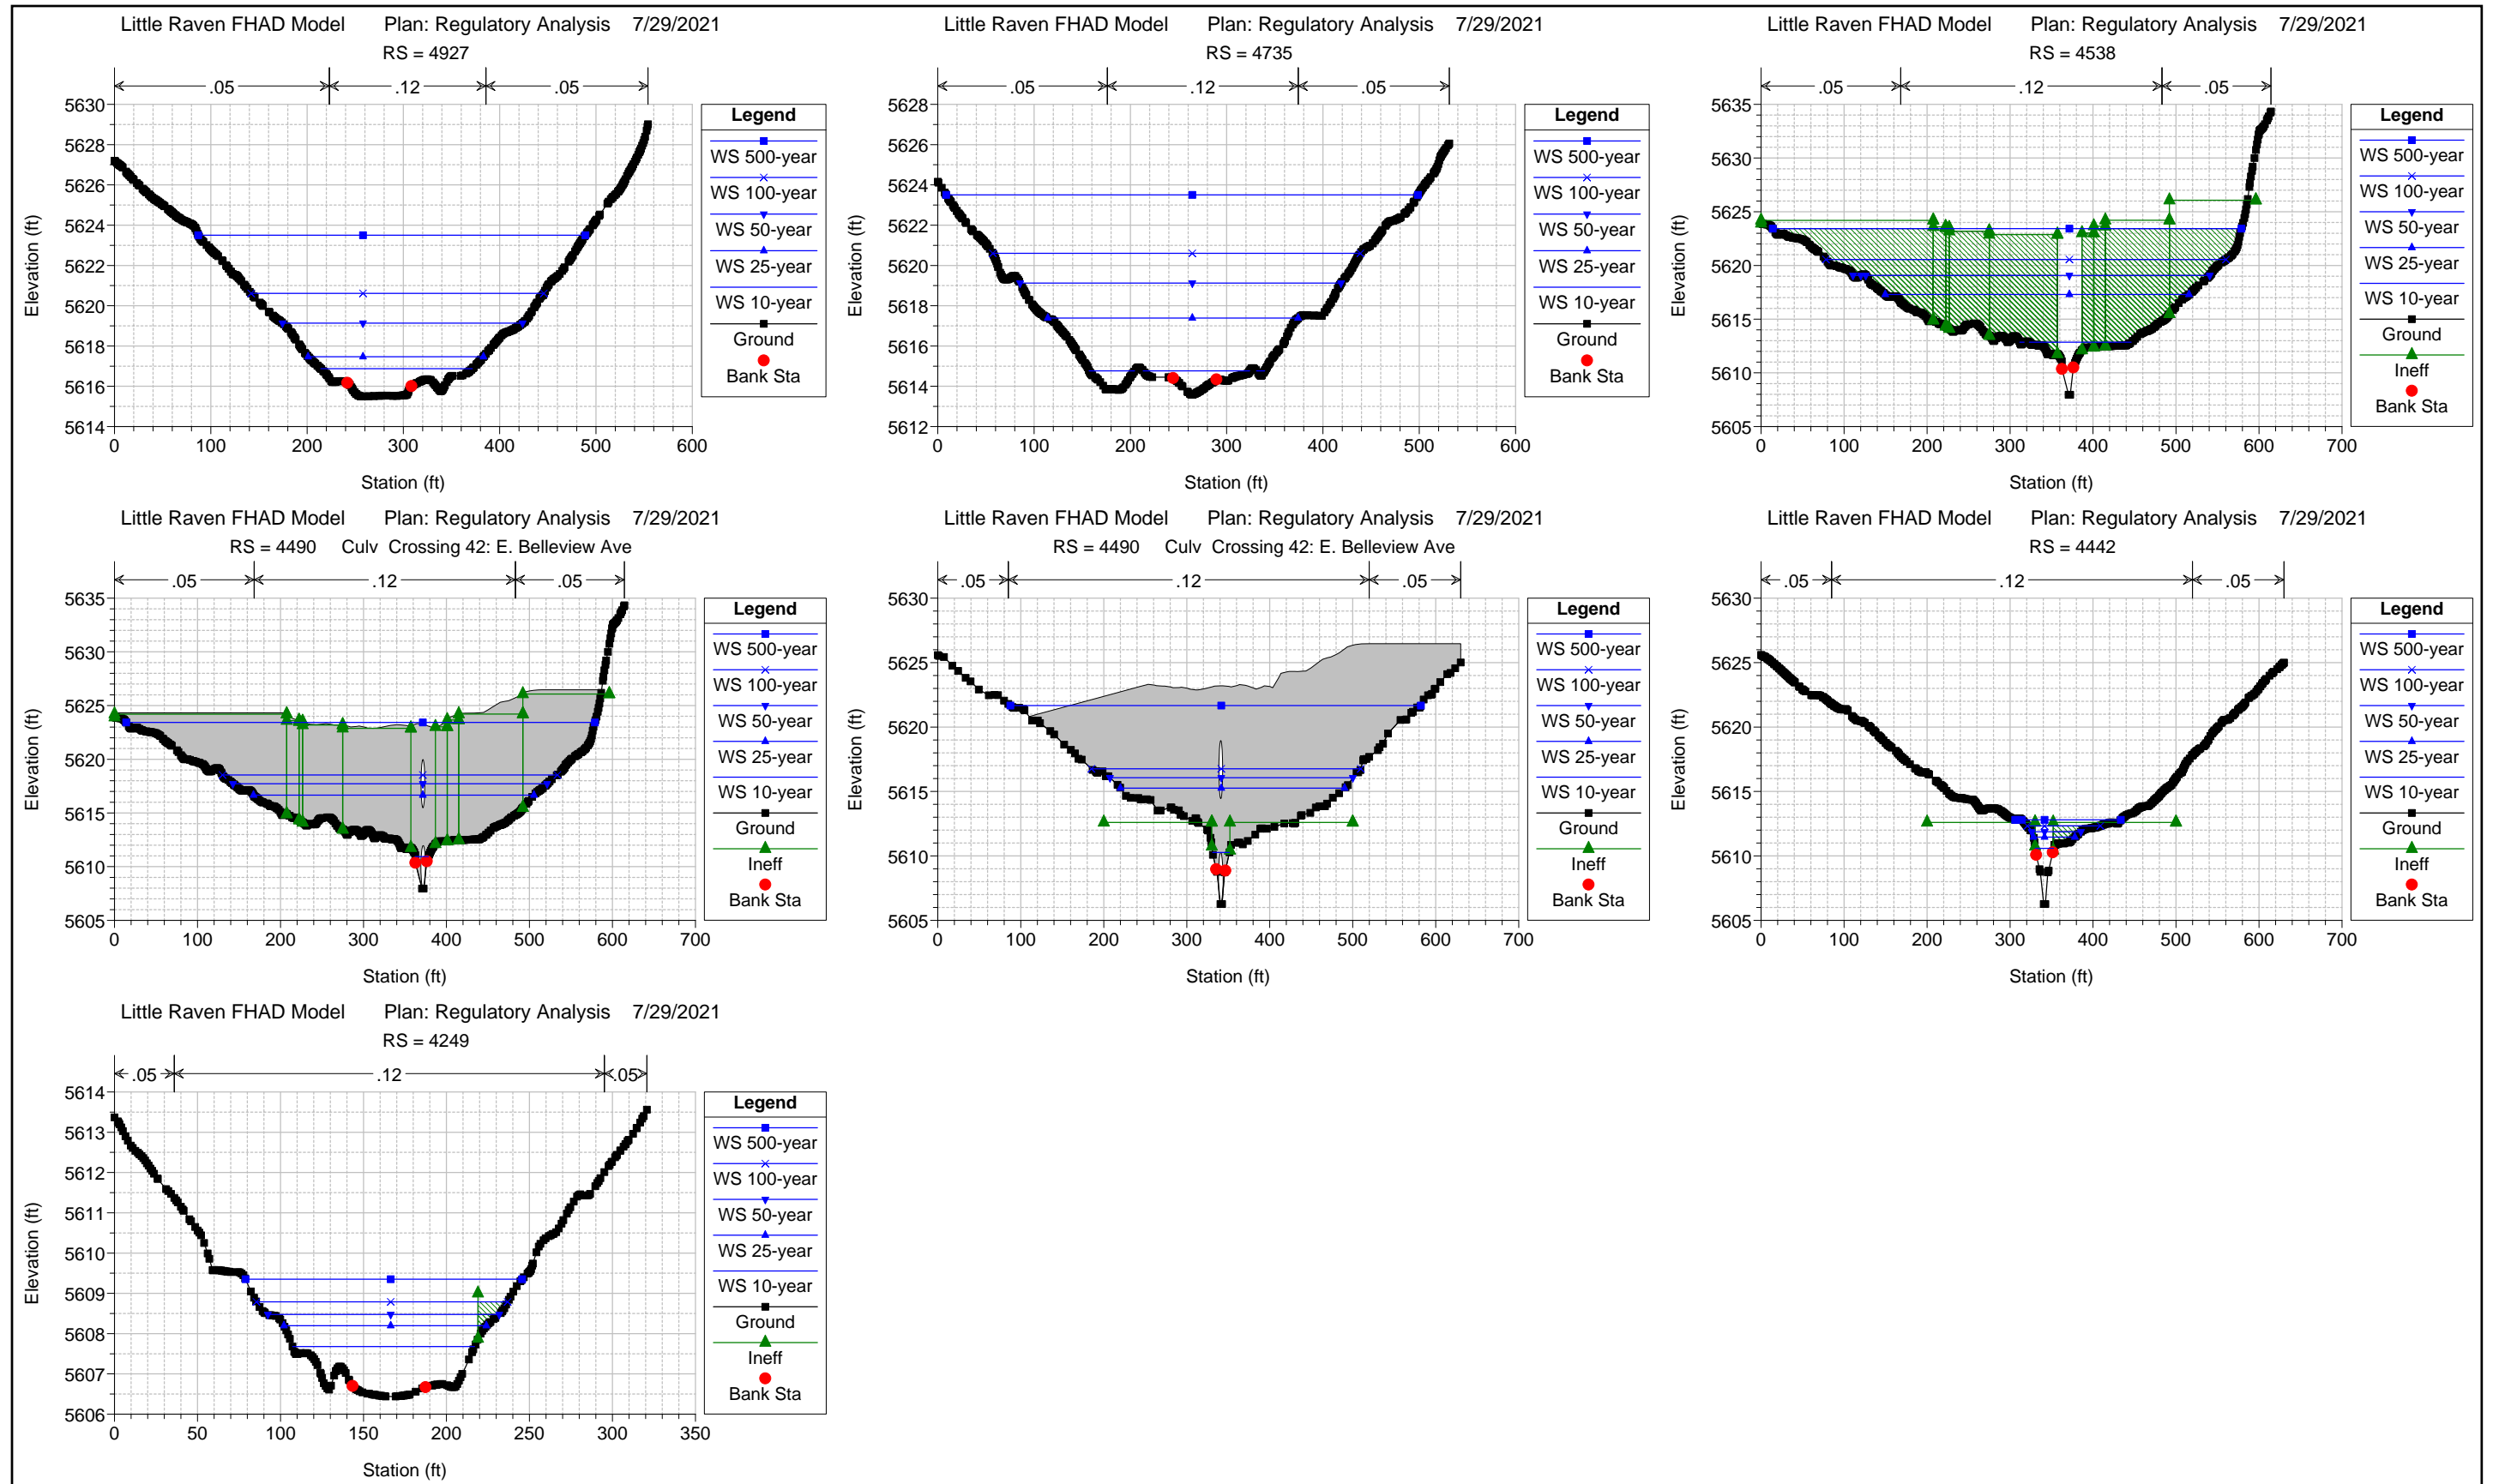 Little Raven FHAD Model Plan: Regulatory Analysis 7/29/2021
RS = 4927
.05 .12 .05
5630
5628
5626
5624
5622
5620
5618
5616
5614
0 100 200 300 400 500 600
Station (ft)
Elevation (ft)
Legend
WS 500-year
WS 100-year
WS 50-year
WS 25-year
WS 10-year
Ground
Bank Sta
Little Raven FHAD Model Plan: Regulatory Analysis 7/29/2021
RS = 4735
.05 .12 .05
5628
5626
5624
5622
5620
5618
5616
5614
5612
0 100 200 300 400 500 600
Station (ft)
Elevation (ft)
Legend
WS 500-year
WS 100-year
WS 50-year
WS 25-year
WS 10-year
Ground
Bank Sta
Little Raven FHAD Model Plan: Regulatory Analysis 7/29/2021
RS = 4538
.05 .12 .05
5635
5630
5625
5620
5615
5610
5605
0 100 200 300 400 500 600 700
Station (ft)
Elevation (ft)
Legend
WS 500-year
WS 100-year
WS 50-year
WS 25-year
WS 10-year
Ground
Ineff
Bank Sta
Little Raven FHAD Model Plan: Regulatory Analysis 7/29/2021
RS = 4490 Culv Crossing 42: E. Belleview Ave
.05 .12 .05
5635
5630
5625
5620
5615
5610
5605
0 100 200 300 400 500 600 700
Station (ft)
Elevation (ft)
Legend
WS 500-year
WS 100-year
WS 50-year
WS 25-year
WS 10-year
Ground
Ineff
Bank Sta
Little Raven FHAD Model Plan: Regulatory Analysis 7/29/2021
RS = 4490 Culv Crossing 42: E. Belleview Ave
.05 .12 .05
5630
5625
5620
5615
5610
5605
0 100 200 300 400 500 600 700
Station (ft)
Elevation (ft)
Legend
WS 500-year
WS 100-year
WS 50-year
WS 25-year
WS 10-year
Ground
Ineff
Bank Sta
Little Raven FHAD Model Plan: Regulatory Analysis 7/29/2021
RS = 4442
.05 .12 .05
5630
5625
5620
5615
5610
5605
0 100 200 300 400 500 600 700
Station (ft)
Elevation (ft)
Legend
WS 500-year
WS 100-year
WS 50-year
WS 25-year
WS 10-year
Ground
Ineff
Bank Sta
Little Raven FHAD Model Plan: Regulatory Analysis 7/29/2021
RS = 4249
.05 .12 .05
5614
5613
5612
5611
5610
5609
5608
5607
5606
0 50 100 150 200 250 300 350
Station (ft)
Elevation (ft)
Legend
WS 500-year
WS 100-year
WS 50-year
WS 25-year
WS 10-year
Ground
Ineff
Bank Sta